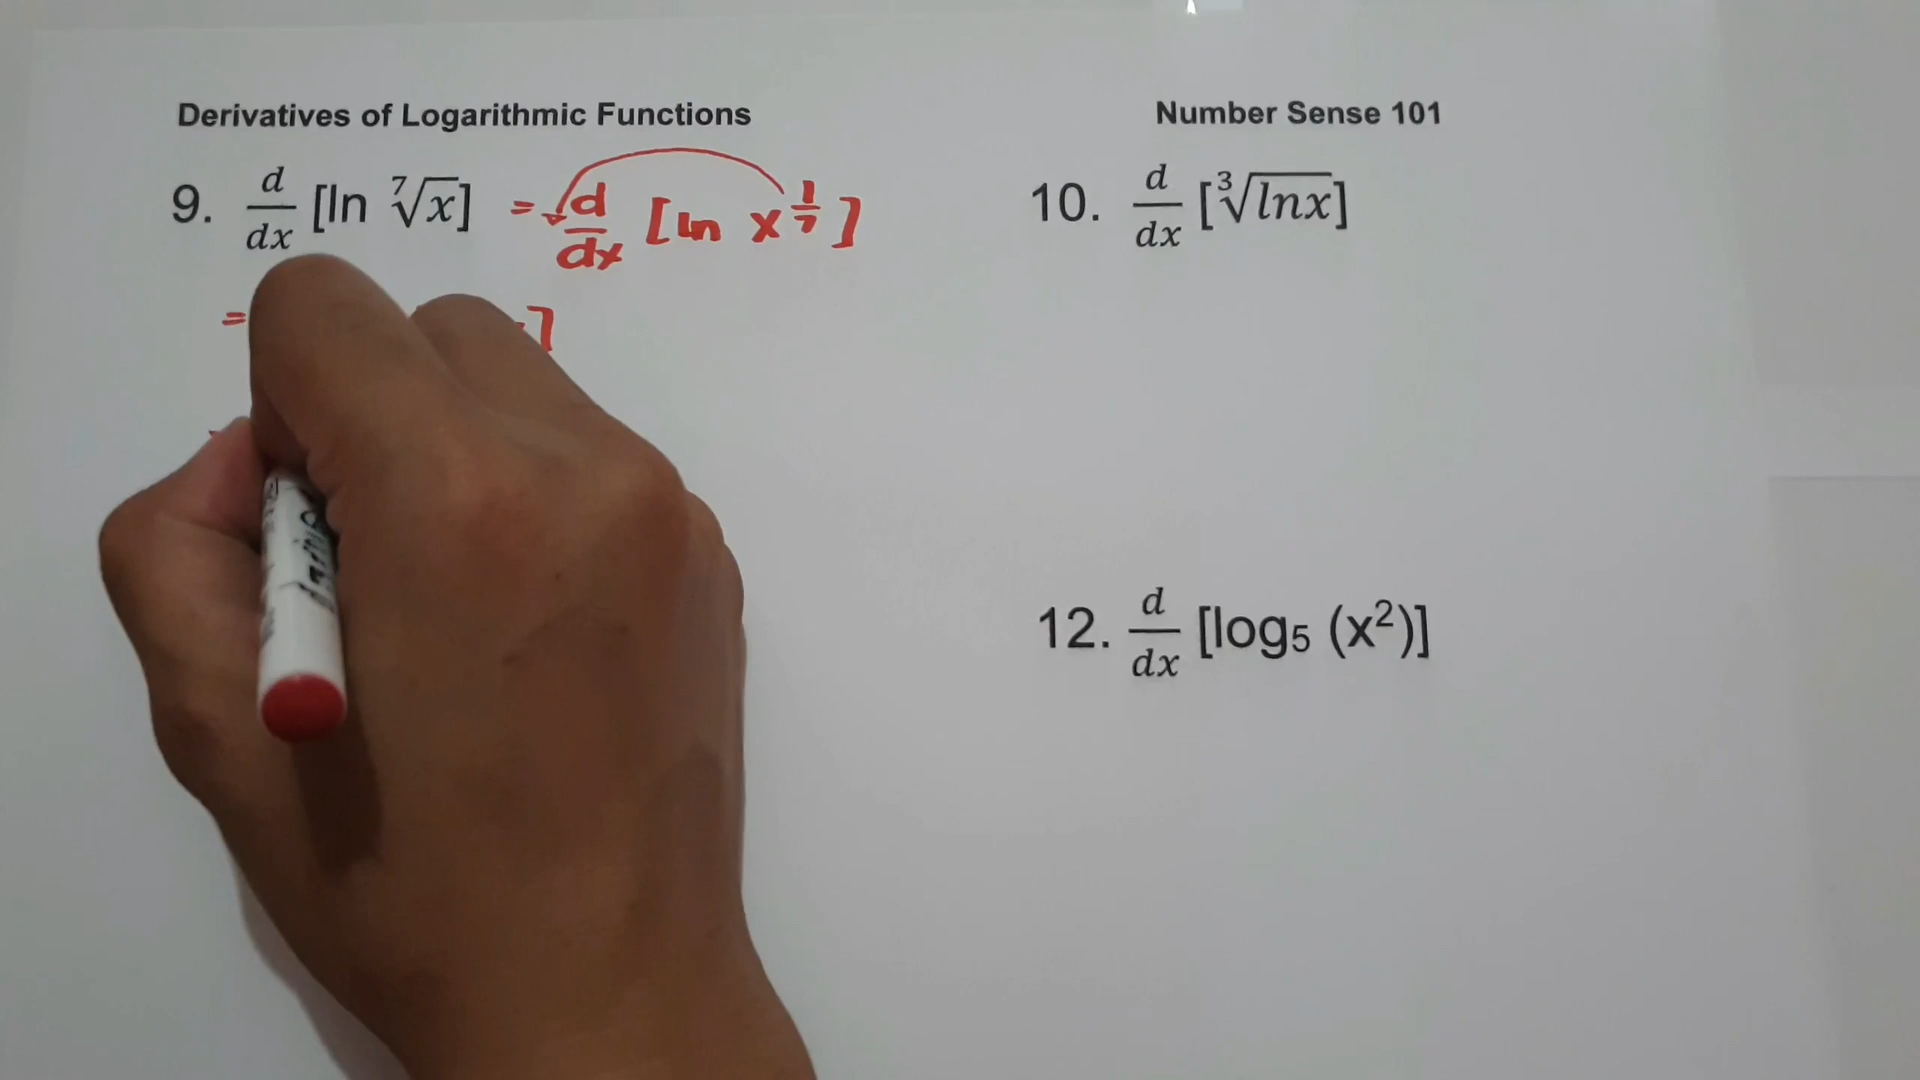 Derivatives of Logarithmic Functions
Number Sense 101
9. d/dx [ln ⁷√x] = d/dx [ln x^1/7]
=
]
10. d/dx [³√lnx]
12. d/dx [log₅ (x²)]